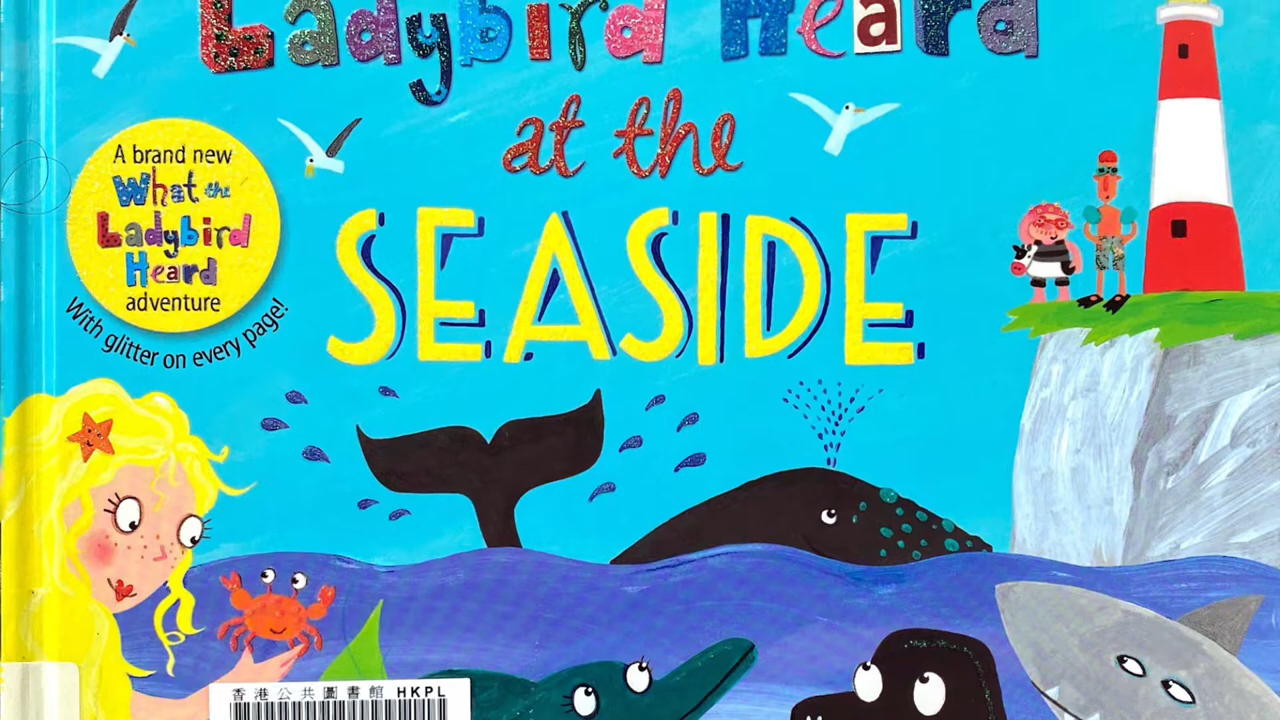 Ladybird Heard
at the
SEASIDE
A brand new
What the
Ladybird
Heard
adventure
With glitter on every page!
香港公共圖書館 HKPL